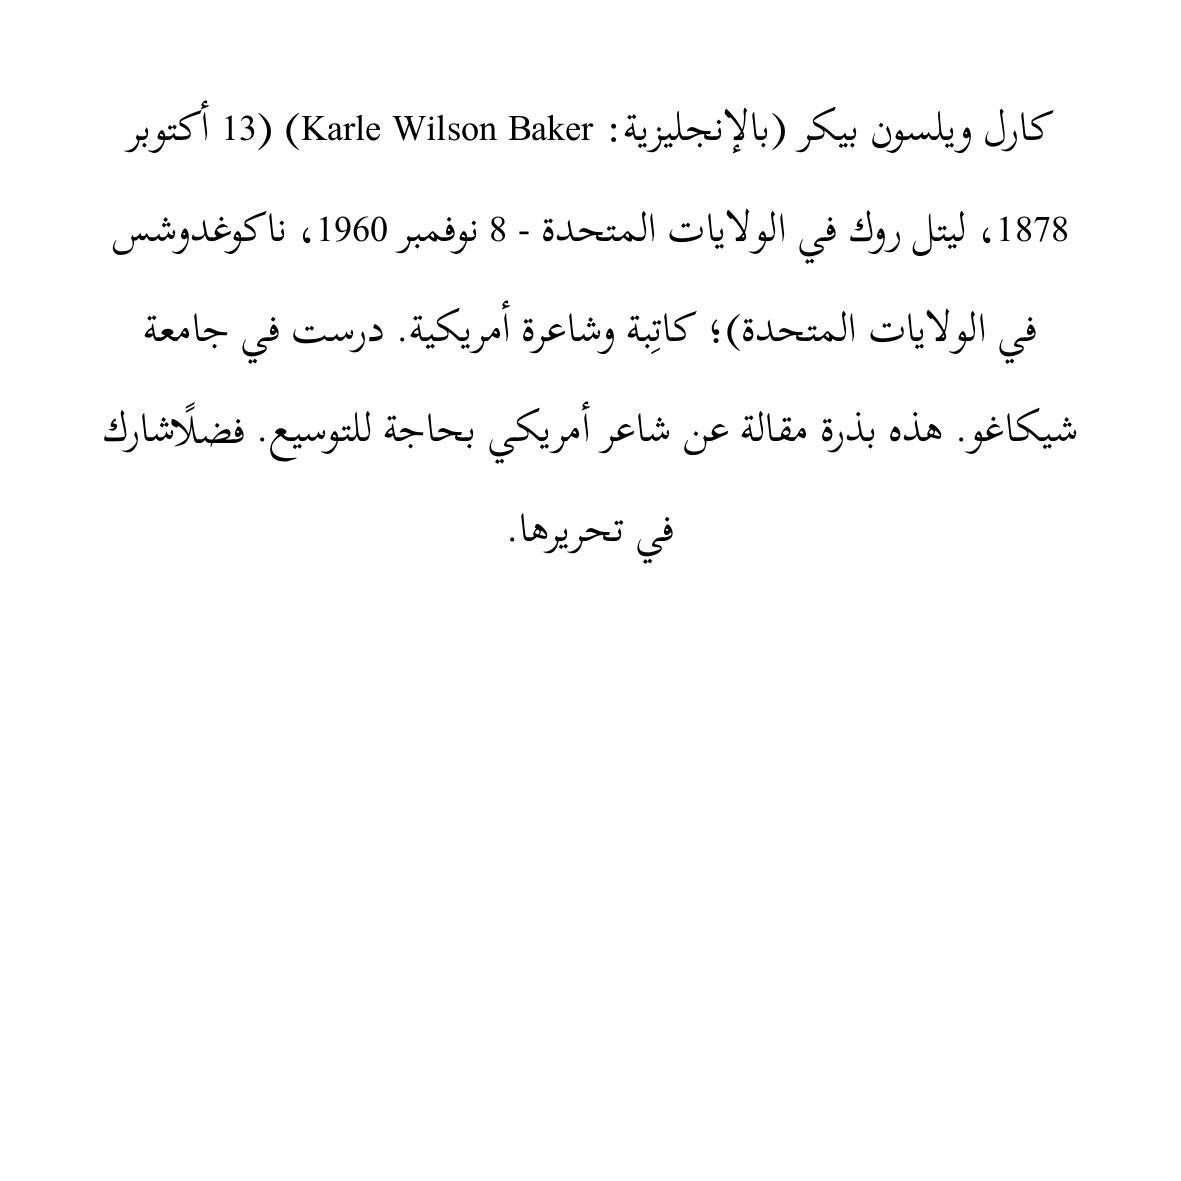 كارل ويلسون بيكر (بالإنجليزية: Karle Wilson Baker) (13 أكتوبر
1878، ليتل روك في الولايات المتحدة - 8 نوفمبر 1960، ناكوغدوشس
في الولايات المتحدة)؛ كاتِبة وشاعرة أمريكية. درست في جامعة
شيكاغو. هذه بذرة مقالة عن شاعر أمريكي بحاجة للتوسيع. فضلًاشارك
في تحريرها.